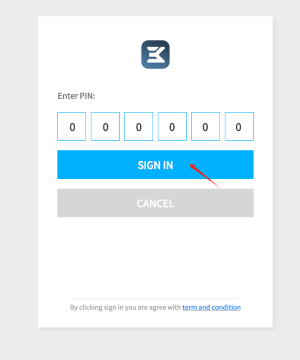 Enter PIN:
0 0 0 0 0 0
SIGN IN
CANCEL
By clicking sign in you are agree with term and condition